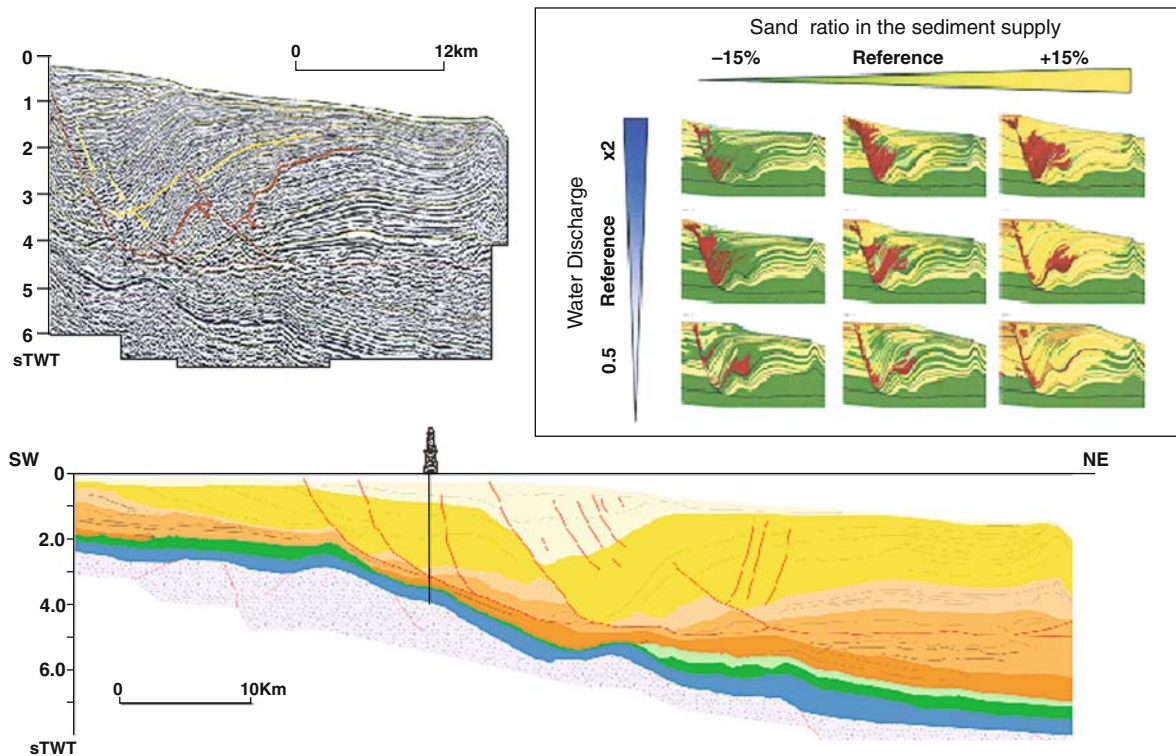 0 12km
0
1
2
3
4
5
6
sTWT
Sand ratio in the sediment supply
–15% Reference +15%
Water Discharge
x2
Reference
0.5
SW NE
0
2.0
4.0
6.0
0 10Km
sTWT